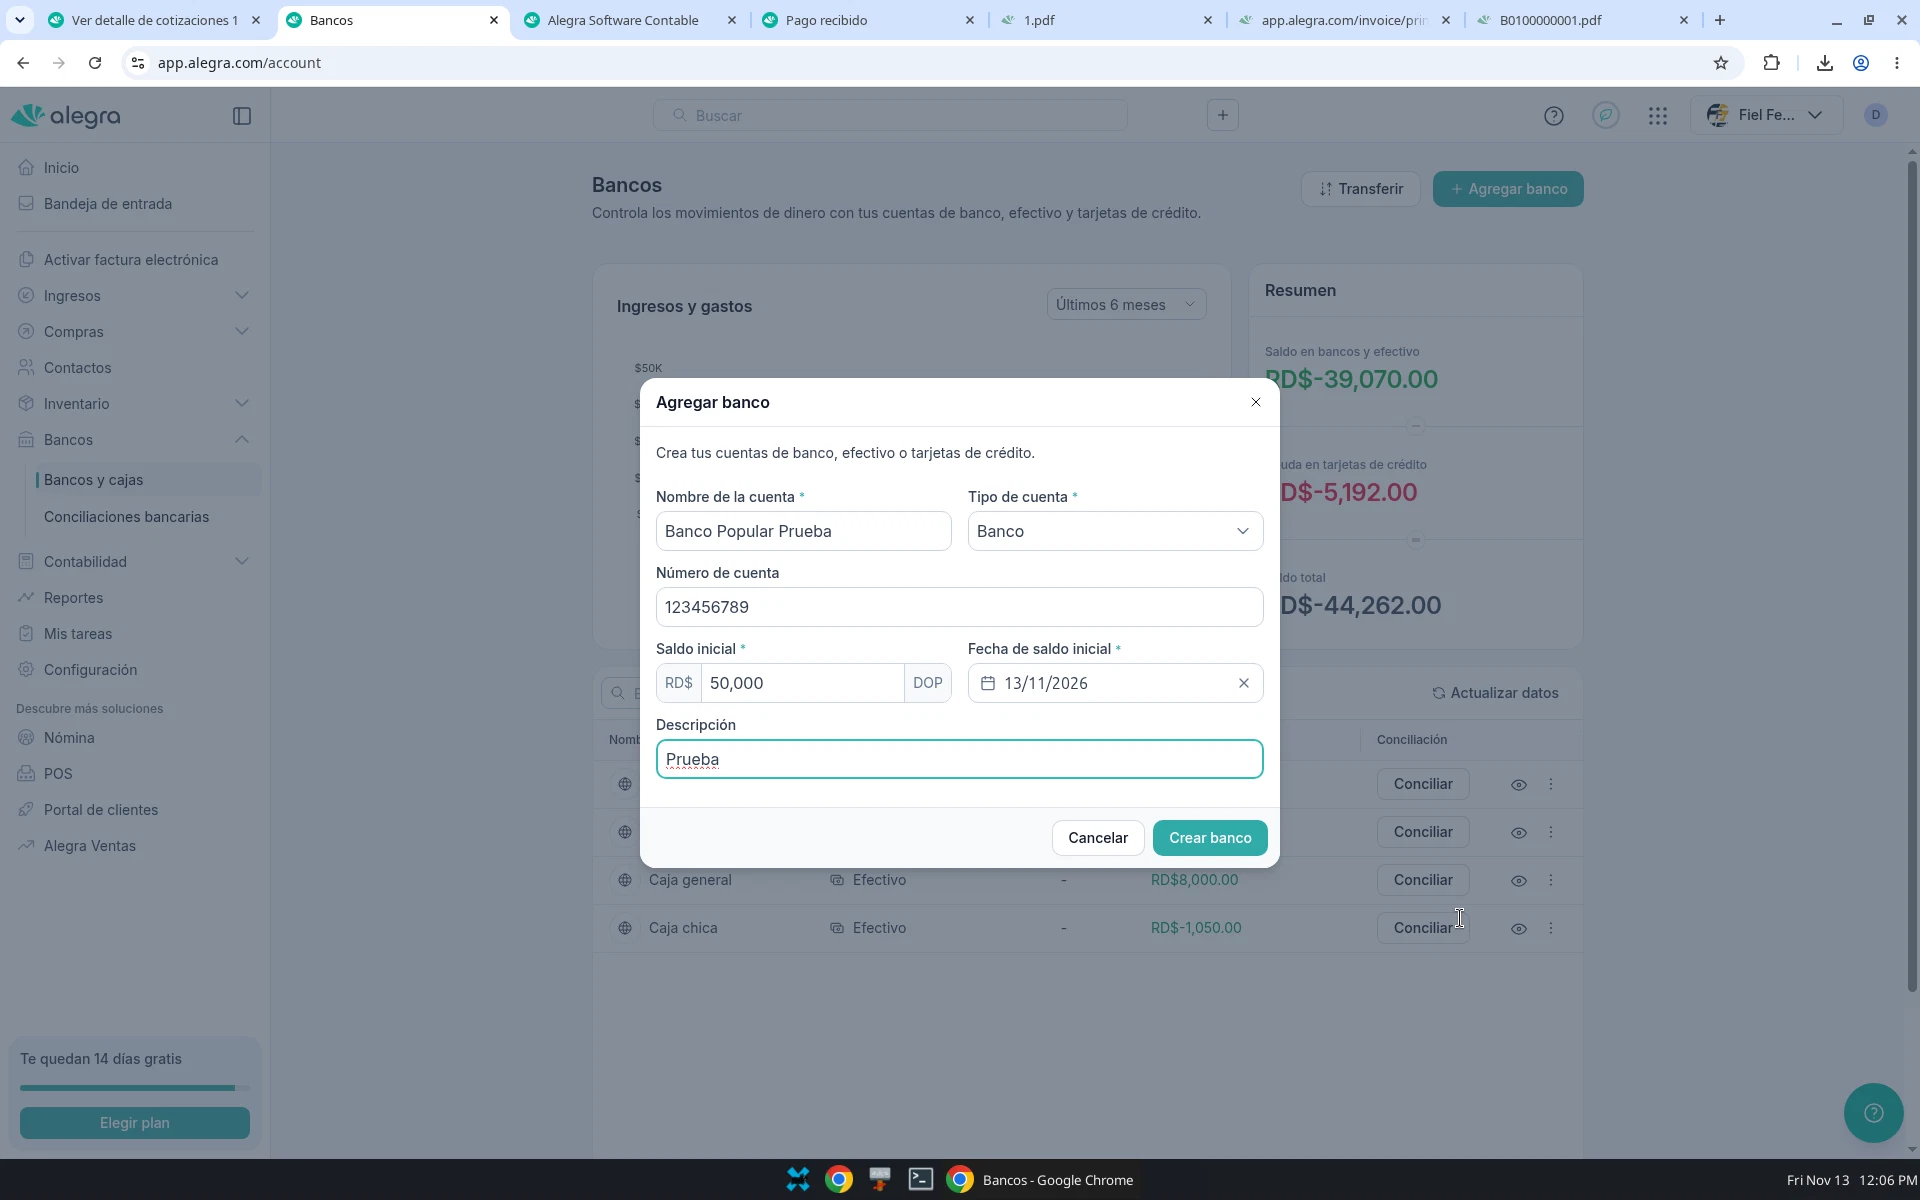 Ver detalle de cotizaciones 1
Bancos
Alegra Software Contable
Pago recibido
1.pdf
app.alegra.com/invoice/prin
B0100000001.pdf
app.alegra.com/account
alegra
Buscar
Fiel Fe...
D
Inicio
Bandeja de entrada
Activar factura electrónica
Ingresos
Compras
Contactos
Inventario
Bancos
Bancos y cajas
Conciliaciones bancarias
Contabilidad
Reportes
Mis tareas
Configuración
Descubre más soluciones
Nómina
POS
Portal de clientes
Alegra Ventas
Te quedan 14 días gratis
Elegir plan
Bancos
Controla los movimientos de dinero con tus cuentas de banco, efectivo y tarjetas de crédito.
Transferir
+ Agregar banco
Ingresos y gastos
Últimos 6 meses
$50K
Resumen
Saldo en bancos y efectivo
RD$-39,070.00
uda en tarjetas de crédito
D$-5,192.00
ldo total
D$-44,262.00
Agregar banco
Crea tus cuentas de banco, efectivo o tarjetas de crédito.
Nombre de la cuenta *
Tipo de cuenta *
Banco Popular Prueba
Banco
Número de cuenta
123456789
Saldo inicial *
Fecha de saldo inicial *
RD$ 50,000 DOP
13/11/2026
Descripción
Prueba
Cancelar
Crear banco
Actualizar datos
Nomb
Conciliación
Conciliar
Conciliar
Caja general Efectivo - RD$8,000.00 Conciliar
Caja chica Efectivo - RD$-1,050.00 Conciliar
Bancos - Google Chrome
Fri Nov 13 12:06 PM